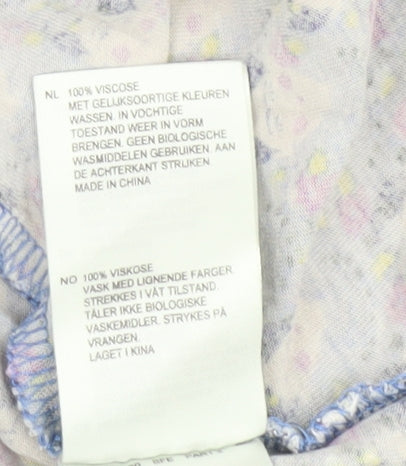 NL 100% VISCOSE
MET GELIJKSOORTIGE KLEUREN
WASSEN. IN VOCHTIGE
TOESTAND WEER IN VORM
BRENGEN. GEEN BIOLOGISCHE
WASMIDDELEN GEBRUIKEN. AAN
DE ACHTERKANT STRIJKEN.
MADE IN CHINA
NO 100% VISKOSE
VASK MED LIGNENDE FARGER.
STREKKES I VÅT TILSTAND.
TÅLER IKKE BIOLOGISKE
VASKEMIDLER. STRYKES PÅ
VRANGEN.
LAGET I KINA